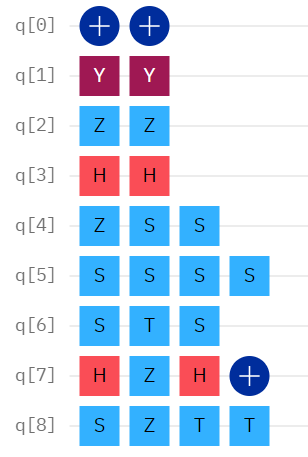 q[0] + +
q[1] Y Y
q[2] Z Z
q[3] H H
q[4] Z S S
q[5] S S S S
q[6] S T S
q[7] H Z H +
q[8] S Z T T